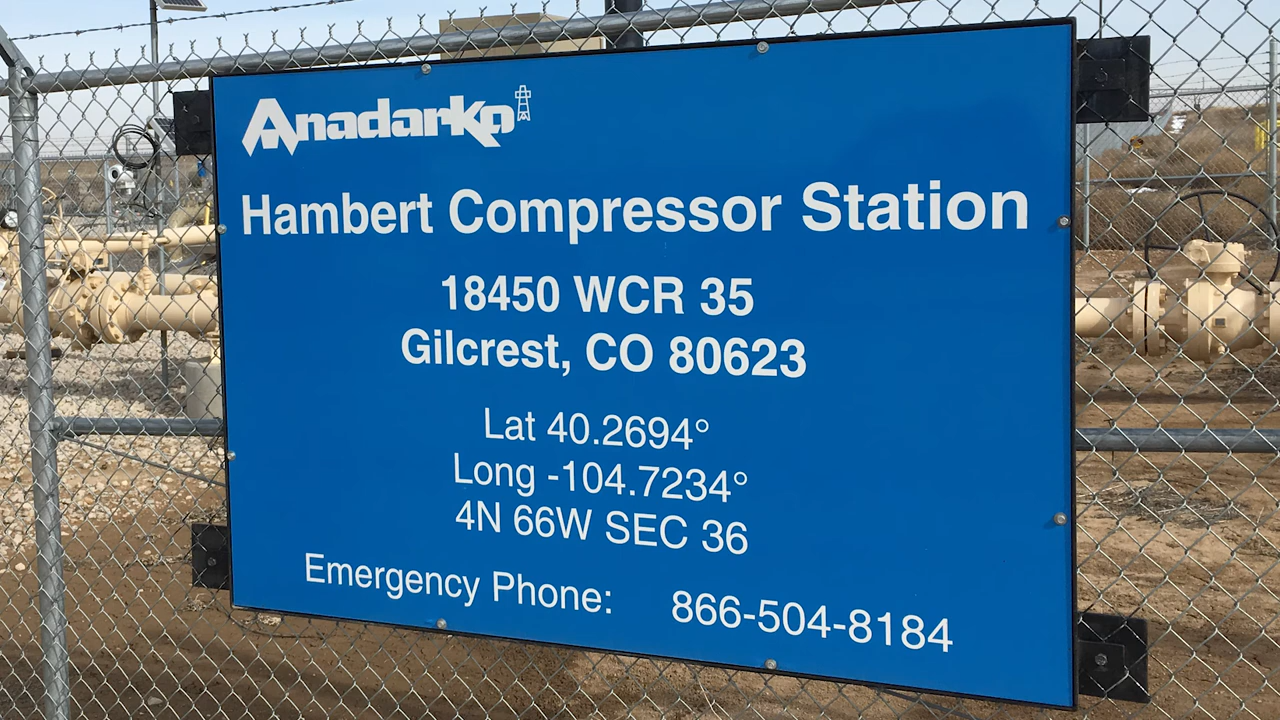 Anadarko
Hambert Compressor Station
18450 WCR 35
Gilcrest, CO 80623
Lat 40.2694°
Long -104.7234°
4N 66W SEC 36
Emergency Phone: 866-504-8184